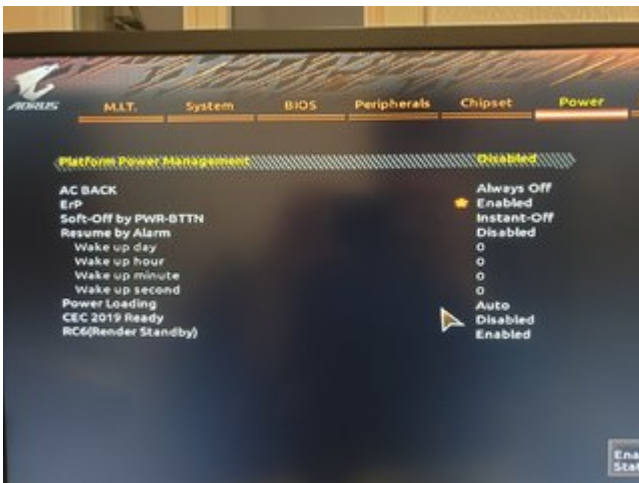 AORUS
M.I.T. System BIOS Peripherals Chipset Power
Platform Power Management Disabled
AC BACK Always Off
ErP Enabled
Soft-Off by PWR-BTTN Instant-Off
Resume by Alarm Disabled
Wake up day 0
Wake up hour 0
Wake up minute 0
Wake up second 0
Power Loading Auto
CEC 2019 Ready Disabled
RC6(Render Standby) Enabled
Ena
Stat